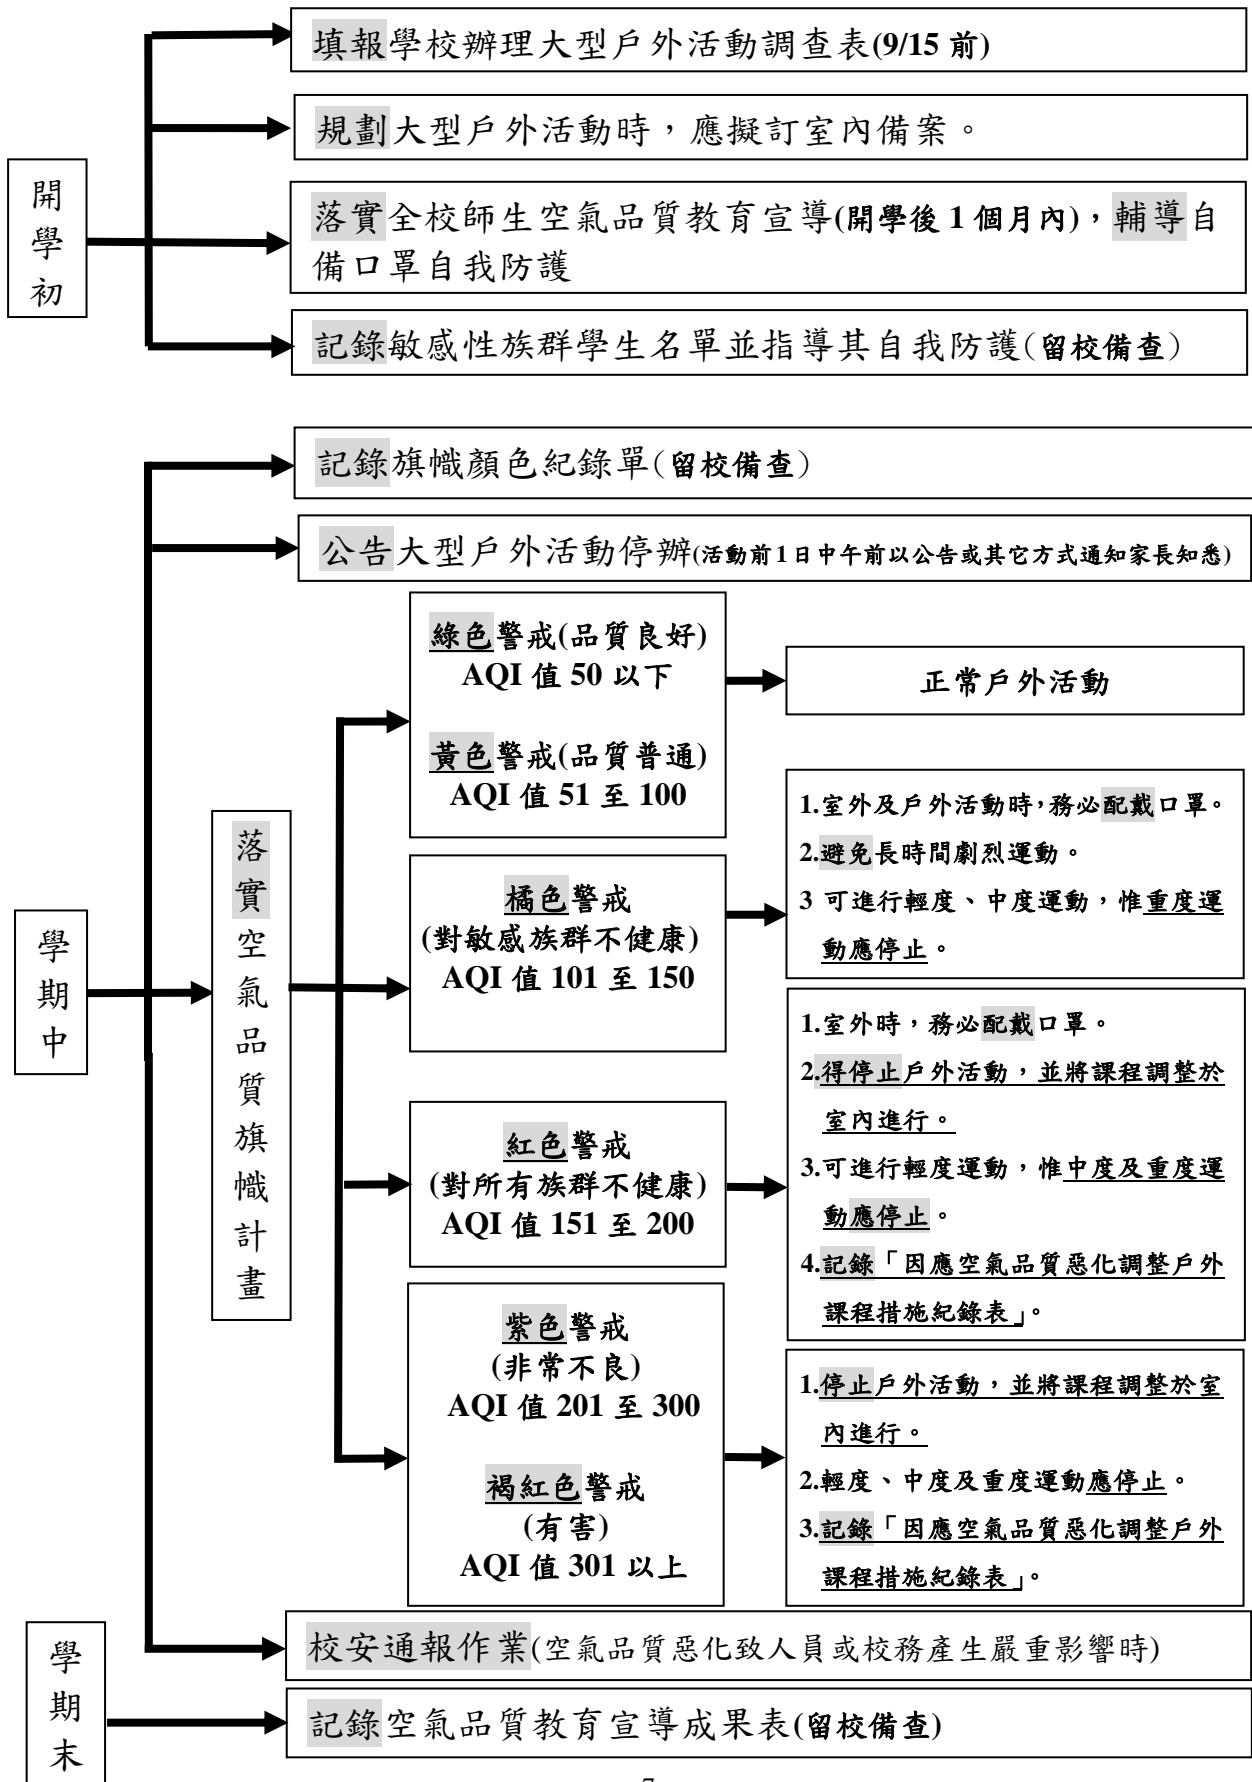 開學初
填報學校辦理大型戶外活動調查表(9/15 前)
規劃大型戶外活動時，應擬訂室內備案。
落實全校師生空氣品質教育宣導(開學後 1 個月內)，輔導自
備口罩自我防護
記錄敏感性族群學生名單並指導其自我防護(留校備查)
學期中
記錄旗幟顏色紀錄單(留校備查)
公告大型戶外活動停辦(活動前1日中午前以公告或其它方式通知家長知悉)
落實空氣品質旗幟計畫
綠色警戒(品質良好)
AQI 值 50 以下
黃色警戒(品質普通)
AQI 值 51 至 100
正常戶外活動
橘色警戒
(對敏感族群不健康)
AQI 值 101 至 150
1.室外及戶外活動時，務必配戴口罩。
2.避免長時間劇烈運動。
3 可進行輕度、中度運動，惟重度運
動應停止。
紅色警戒
(對所有族群不健康)
AQI 值 151 至 200
1.室外時，務必配戴口罩。
2.得停止戶外活動，並將課程調整於
室內進行。
3.可進行輕度運動，惟中度及重度運
動應停止。
4.記錄「因應空氣品質惡化調整戶外
課程措施紀錄表」。
紫色警戒
(非常不良)
AQI 值 201 至 300
褐紅色警戒
(有害)
AQI 值 301 以上
1.停止戶外活動，並將課程調整於室
內進行。
2.輕度、中度及重度運動應停止。
3.記錄「因應空氣品質惡化調整戶外
課程措施紀錄表」。
校安通報作業(空氣品質惡化致人員或校務產生嚴重影響時)
學期末
記錄空氣品質教育宣導成果表(留校備查)